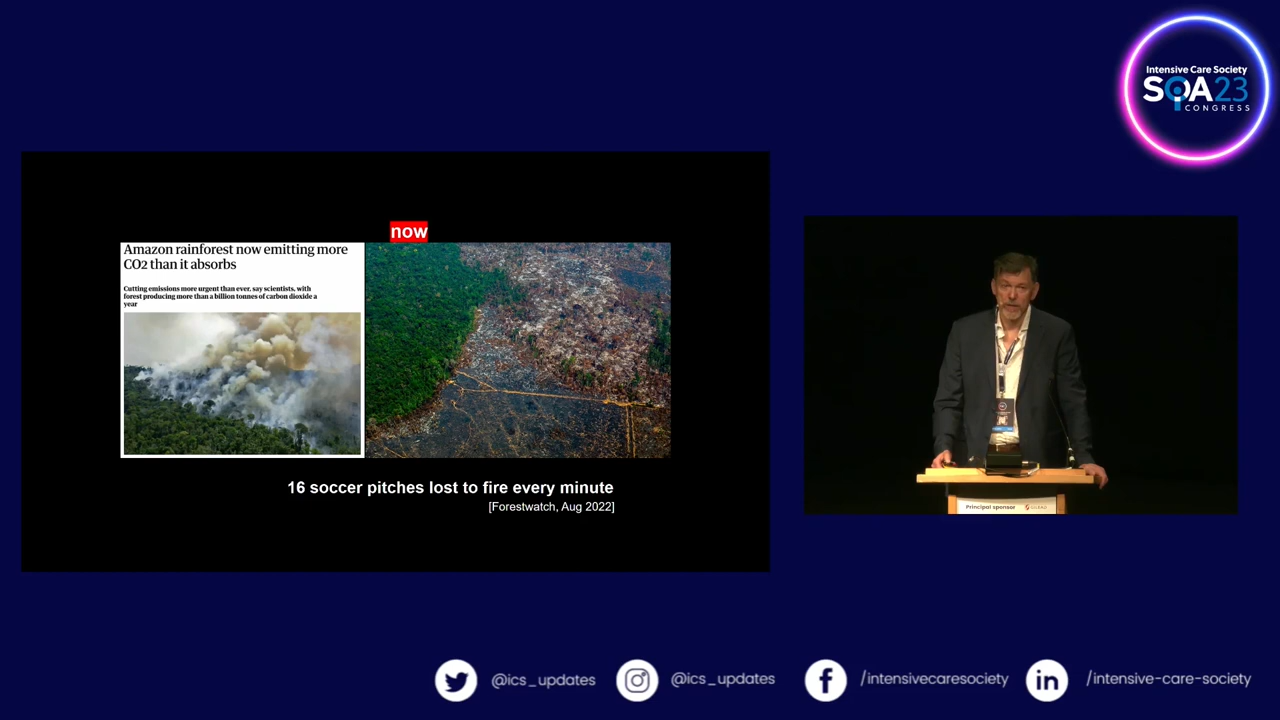 Intensive Care Society
SOA23
CONGRESS
now
Amazon rainforest now emitting more
CO2 than it absorbs
Cutting emissions more urgent than ever, say scientists, with
forest producing more than a billion tonnes of carbon dioxide a
year
16 soccer pitches lost to fire every minute
[Forestwatch, Aug 2022]
Principal sponsor
@ics_updates
@ics_updates
/intensivecaresociety
/intensive-care-society